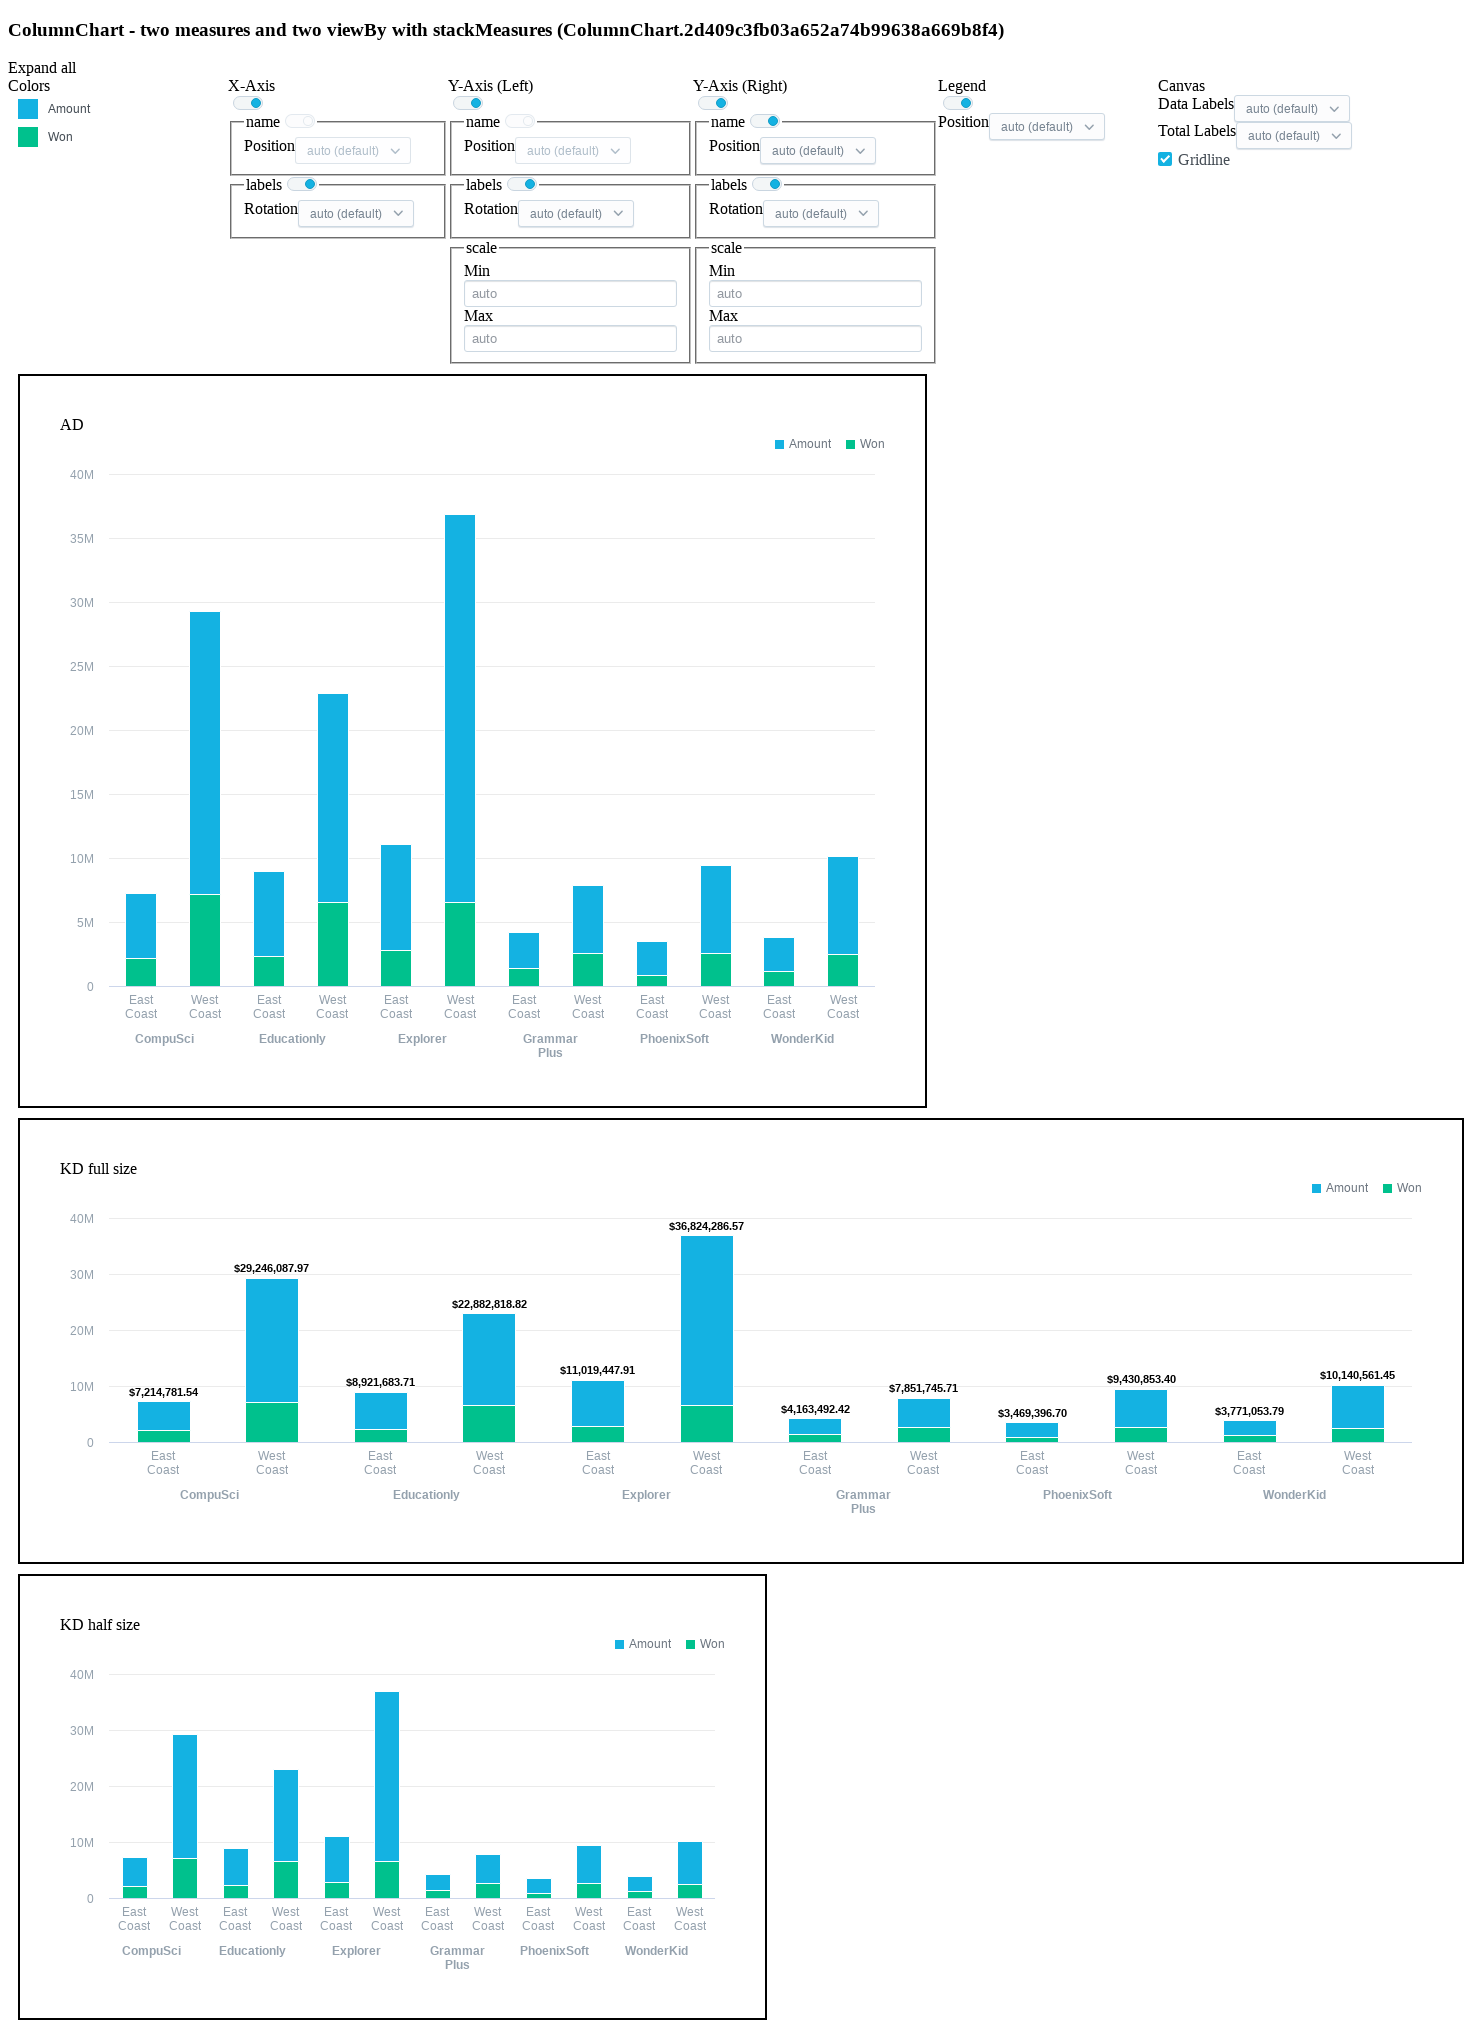 ColumnChart - two measures and two viewBy with stackMeasures (ColumnChart.2d409c3fb03a652a74b99638a669b8f4)
Expand all
Colors
Amount
Won
X-Axis
name
Position auto (default)
labels
Rotation auto (default)
Y-Axis (Left)
name
Position auto (default)
labels
Rotation auto (default)
scale
Min
auto
Max
auto
Y-Axis (Right)
name
Position auto (default)
labels
Rotation auto (default)
scale
Min
auto
Max
auto
Legend
Position auto (default)
Canvas
Data Labels auto (default)
Total Labels auto (default)
Gridline
AD
Amount Won
40M
35M
30M
25M
20M
15M
10M
5M
0
East West East West East West East West East West East West
Coast Coast Coast Coast Coast Coast Coast Coast Coast Coast Coast Coast
CompuSci Educationly Explorer Grammar PhoenixSoft WonderKid
Plus
KD full size
Amount Won
40M
30M
20M
10M
0
$7,214,781.54
$29,246,087.97
$8,921,683.71
$22,882,818.82
$11,019,447.91
$36,824,286.57
$4,163,492.42
$7,851,745.71
$3,469,396.70
$9,430,853.40
$3,771,053.79
$10,140,561.45
East West East West East West East West East West East West
Coast Coast Coast Coast Coast Coast Coast Coast Coast Coast Coast Coast
CompuSci Educationly Explorer Grammar PhoenixSoft WonderKid
Plus
KD half size
Amount Won
40M
30M
20M
10M
0
East West East West East West East West East West East West
Coast Coast Coast Coast Coast Coast Coast Coast Coast Coast Coast Coast
CompuSci Educationly Explorer Grammar PhoenixSoft WonderKid
Plus